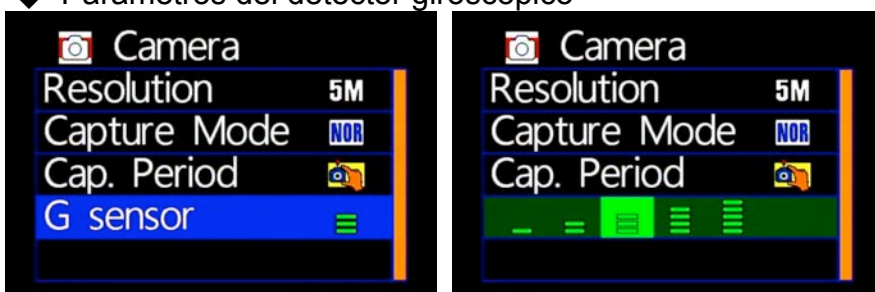 Parámetros del detector giroscópico
Camera
Resolution 5M
Capture Mode NOR
Cap. Period
G sensor
Camera
Resolution 5M
Capture Mode NOR
Cap. Period